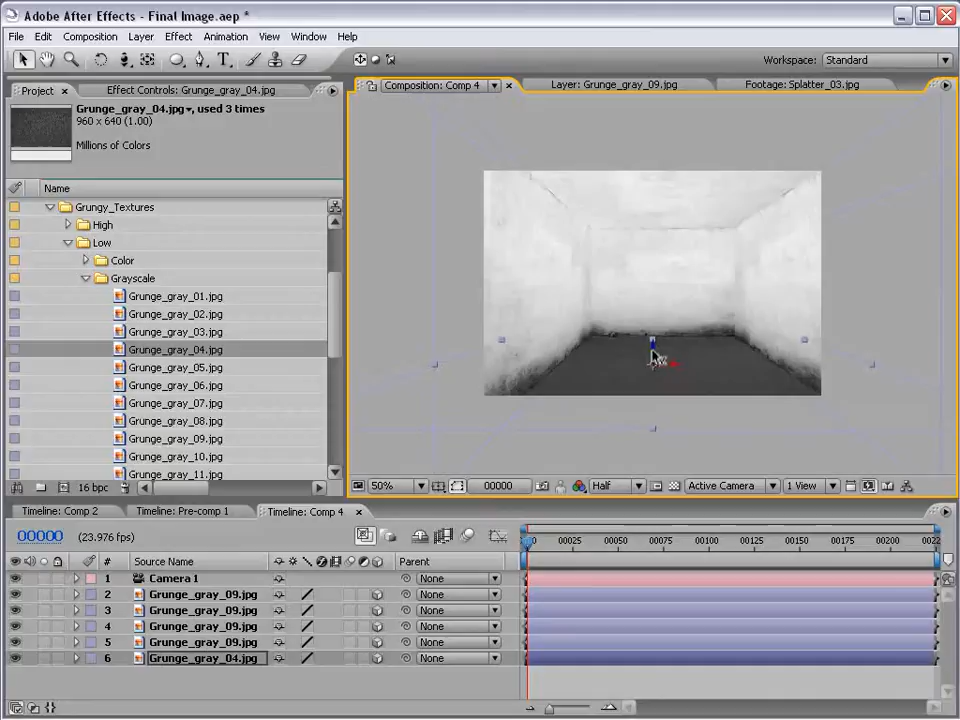 Adobe After Effects - Final Image.aep *
File Edit Composition Layer Effect Animation View Window Help
Workspace: Standard
Project × Effect Controls: Grunge_gray_04.jpg
Composition: Comp 4 × Layer: Grunge_gray_09.jpg Footage: Splatter_03.jpg
Grunge_gray_04.jpg, used 3 times
960 x 640 (1.00)
Millions of Colors
Name
Grungy_Textures
High
Low
Color
Grayscale
Grunge_gray_01.jpg
Grunge_gray_02.jpg
Grunge_gray_03.jpg
Grunge_gray_04.jpg
Grunge_gray_05.jpg
Grunge_gray_06.jpg
Grunge_gray_07.jpg
Grunge_gray_08.jpg
Grunge_gray_09.jpg
Grunge_gray_10.jpg
Grunge_gray_11.jpg
16 bpc
50% 00000 Half Active Camera 1 View
Timeline: Comp 2 Timeline: Pre-comp 1 Timeline: Comp 4 ×
00000 (23.976 fps)
00025 00050 00075 00100 00125 00150 00175 00200 0022
# Source Name Parent
1 Camera 1 None
2 Grunge_gray_09.jpg None
3 Grunge_gray_09.jpg None
4 Grunge_gray_09.jpg None
5 Grunge_gray_09.jpg None
6 Grunge_gray_04.jpg None